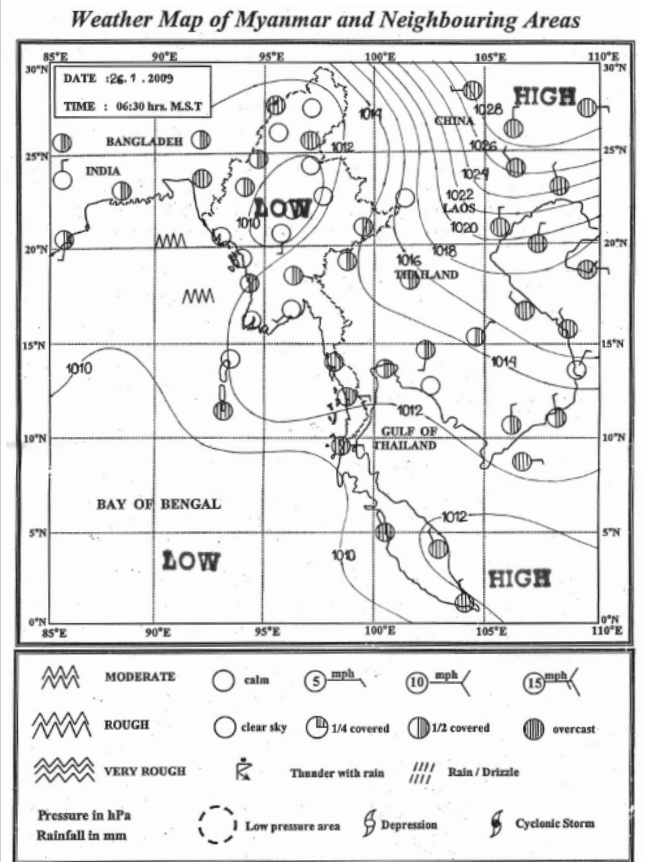 Weather Map of Myanmar and Neighbouring Areas
85°E 90°E 95°E 100°E 105°E 110°E
30°N 30°N
DATE :26.1.2009
TIME : 06:30 hrs. M.S.T
HIGH
1028
1014
CHINA
BANGLADEH
1012
1026
25°N 25°N
INDIA
1024
1022
LOW
LAOS
1010
1020
20°N 20°N
1018
1016
THAILAND
15°N 15°N
1010
1014
1012
10°N 10°N
GULF OF
THAILAND
BAY OF BENGAL
1012
5°N 5°N
1010
LOW
HIGH
0°N 0°N
85°E 90°E 95°E 100°E 105°E 110°E
MODERATE calm 5 mph 10 mph 15 mph
ROUGH clear sky 1/4 covered 1/2 covered overcast
VERY ROUGH Thunder with rain Rain / Drizzle
Pressure in hPa
Rainfall in mm
Low pressure area Depression Cyclonic Storm